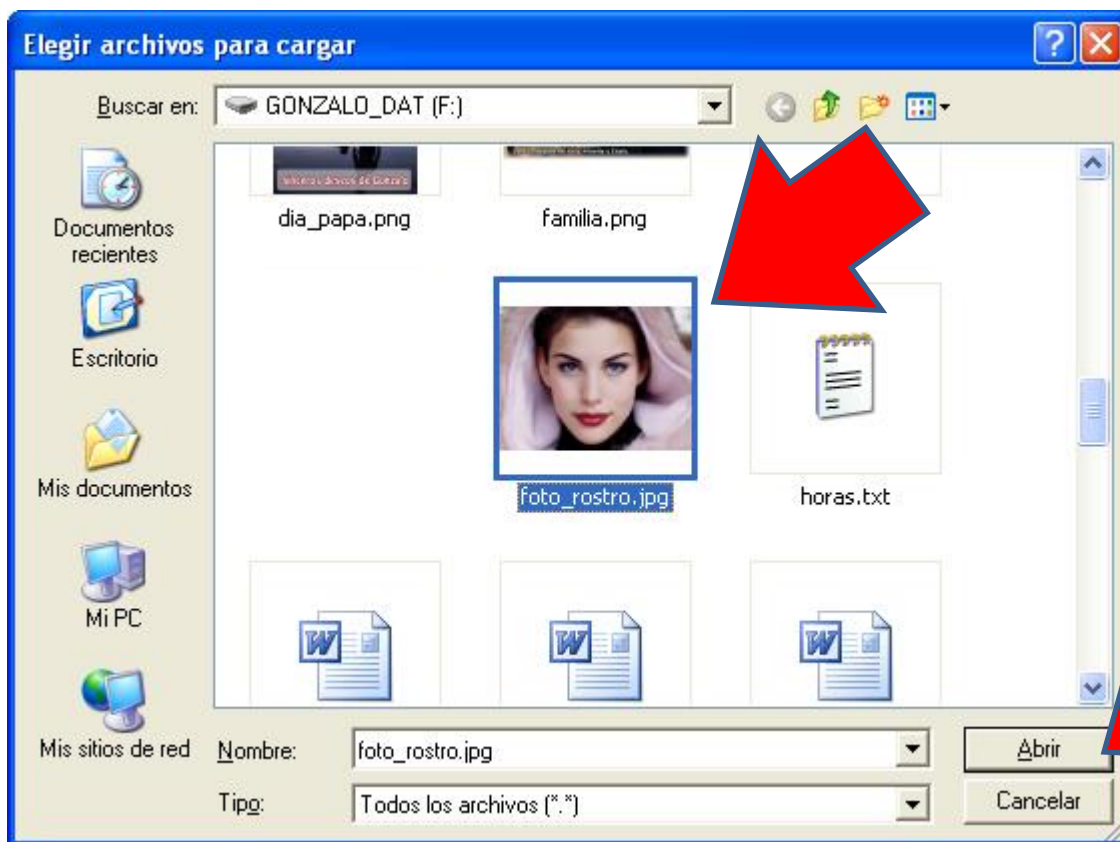 Elegir archivos para cargar
Buscar en:
GONZALO_DAT (F:)
Documentos
recientes
Escritorio
Mis documentos
Mi PC
Mis sitios de red
dia_papa.png
familia.png
foto_rostro.jpg
horas.txt
Nombre:
foto_rostro.jpg
Abrir
Tipo:
Todos los archivos (*.*)
Cancelar